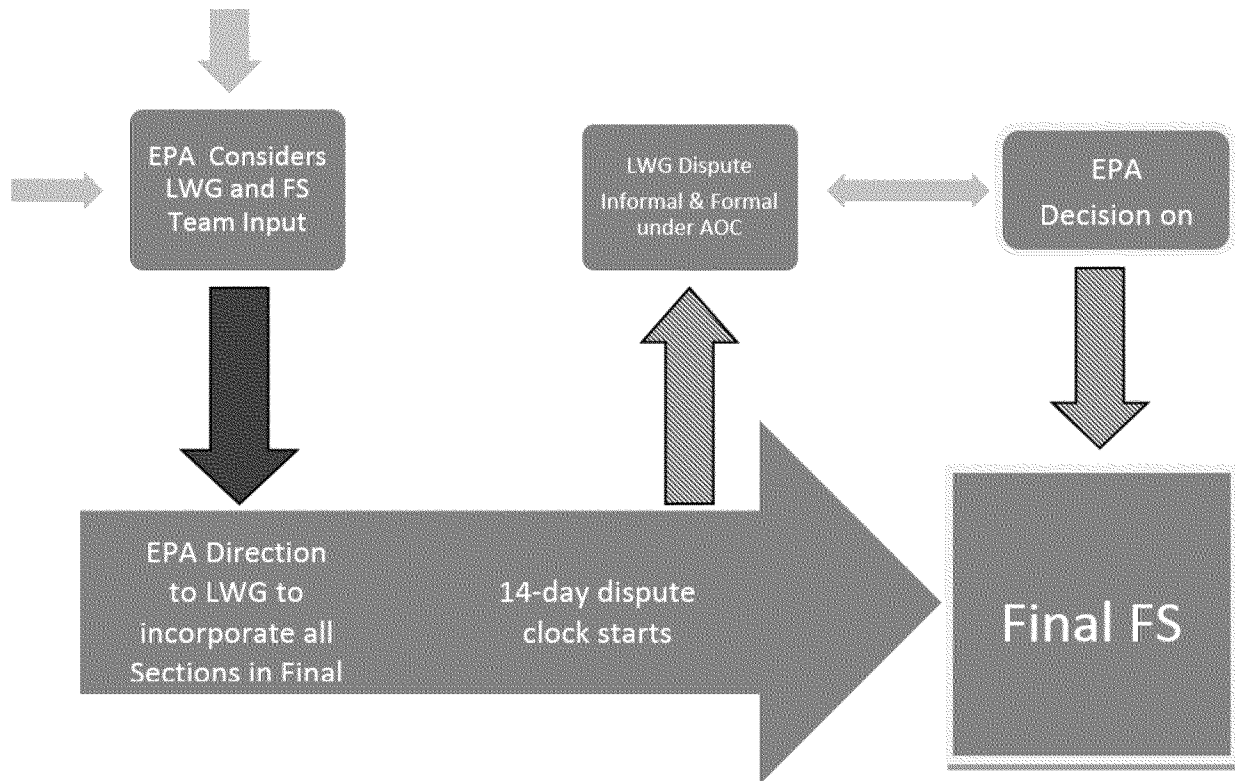 EPA Considers
LWG and FS
Team Input
LWG Dispute
Informal & Formal
under AOC
EPA
Decision on
EPA Direction
to LWG to
incorporate all
Sections in Final
14-day dispute
clock starts
Final FS